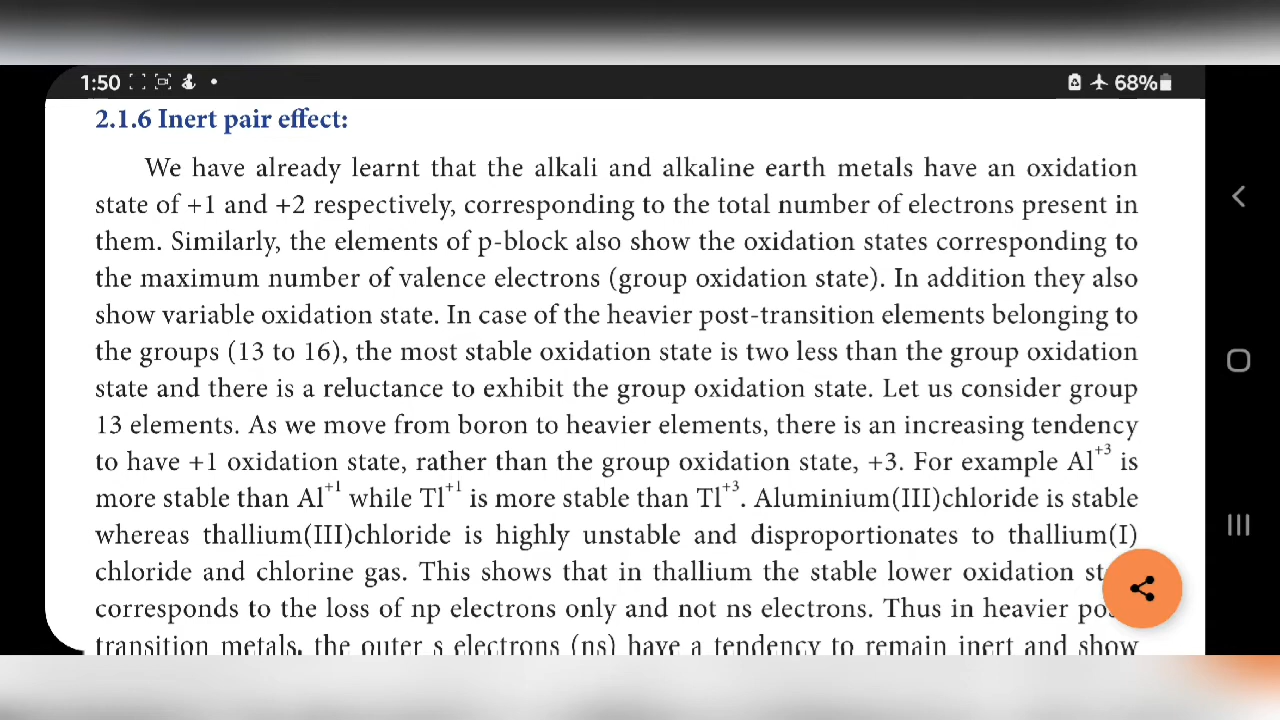 1:50
68%
2.1.6 Inert pair effect:
We have already learnt that the alkali and alkaline earth metals have an oxidation
state of +1 and +2 respectively, corresponding to the total number of electrons present in
them. Similarly, the elements of p-block also show the oxidation states corresponding to
the maximum number of valence electrons (group oxidation state). In addition they also
show variable oxidation state. In case of the heavier post-transition elements belonging to
the groups (13 to 16), the most stable oxidation state is two less than the group oxidation
state and there is a reluctance to exhibit the group oxidation state. Let us consider group
13 elements. As we move from boron to heavier elements, there is an increasing tendency
to have +1 oxidation state, rather than the group oxidation state, +3. For example Al⁺³ is
more stable than Al⁺¹ while Tl⁺¹ is more stable than Tl⁺³. Aluminium(III)chloride is stable
whereas thallium(III)chloride is highly unstable and disproportionates to thallium(I)
chloride and chlorine gas. This shows that in thallium the stable lower oxidation
corresponds to the loss of np electrons only and not ns electrons. Thus in heavier
transition metals, the outer s electrons (ns) have a tendency to remain inert and show